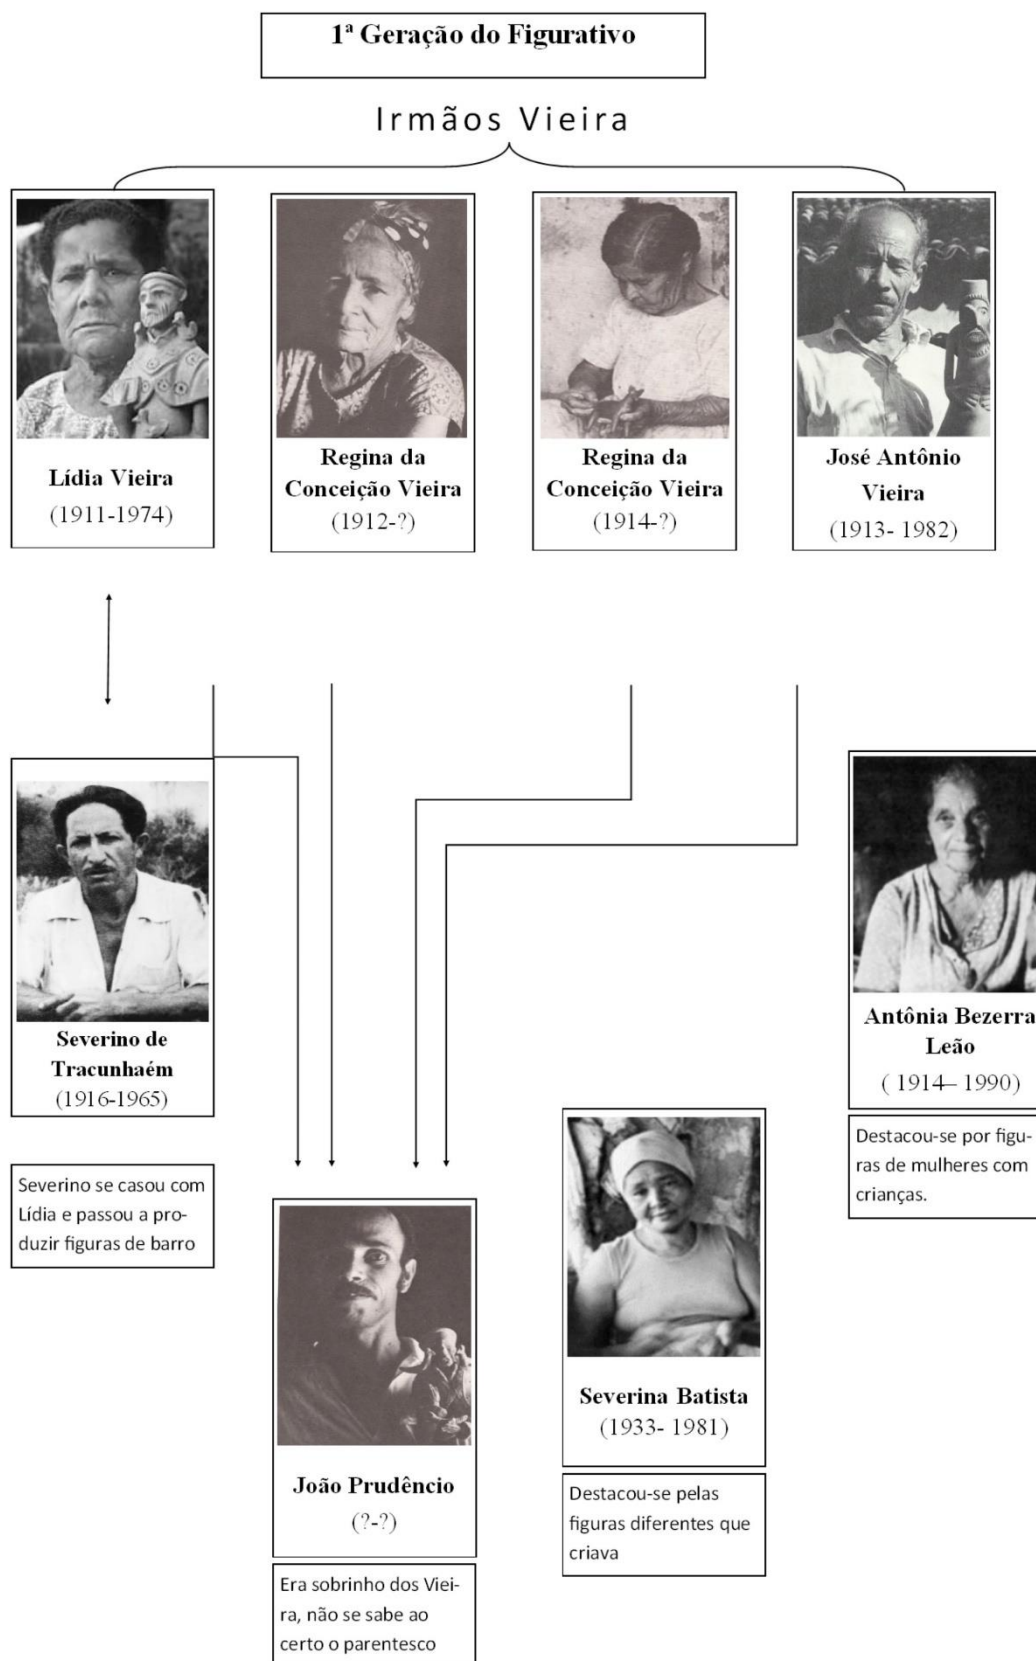 1ª Geração do Figurativo
Irmãos Vieira
Lídia Vieira
(1911-1974)
Regina da
Conceição Vieira
(1912-?)
Regina da
Conceição Vieira
(1914-?)
José Antônio
Vieira
(1913- 1982)
Severino de
Tracunhaém
(1916-1965)
Severino se casou com
Lídia e passou a pro-
duzir figuras de barro
João Prudêncio
(?-?)
Era sobrinho dos Viei-
ra, não se sabe ao
certo o parentesco
Severina Batista
(1933- 1981)
Destacou-se pelas
figuras diferentes que
criava
Antônia Bezerra
Leão
( 1914– 1990)
Destacou-se por figu-
ras de mulheres com
crianças.